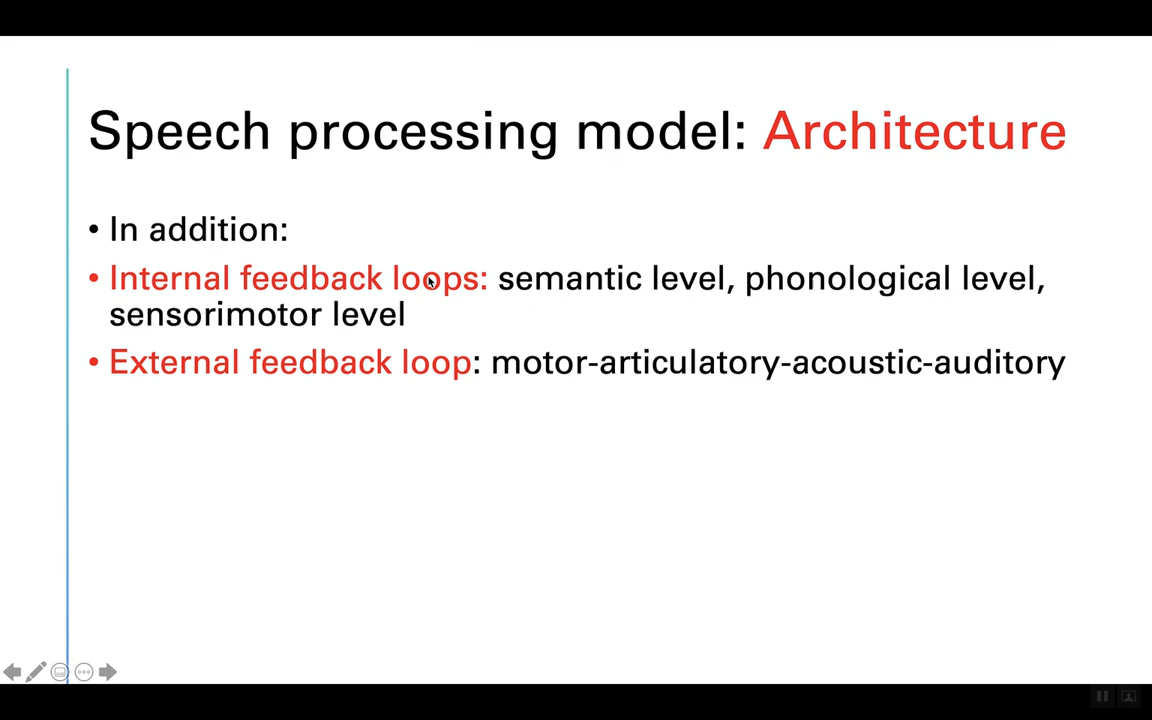 Speech processing model: Architecture
• In addition:
• Internal feedback loops: semantic level, phonological level,
sensorimotor level
• External feedback loop: motor-articulatory-acoustic-auditory